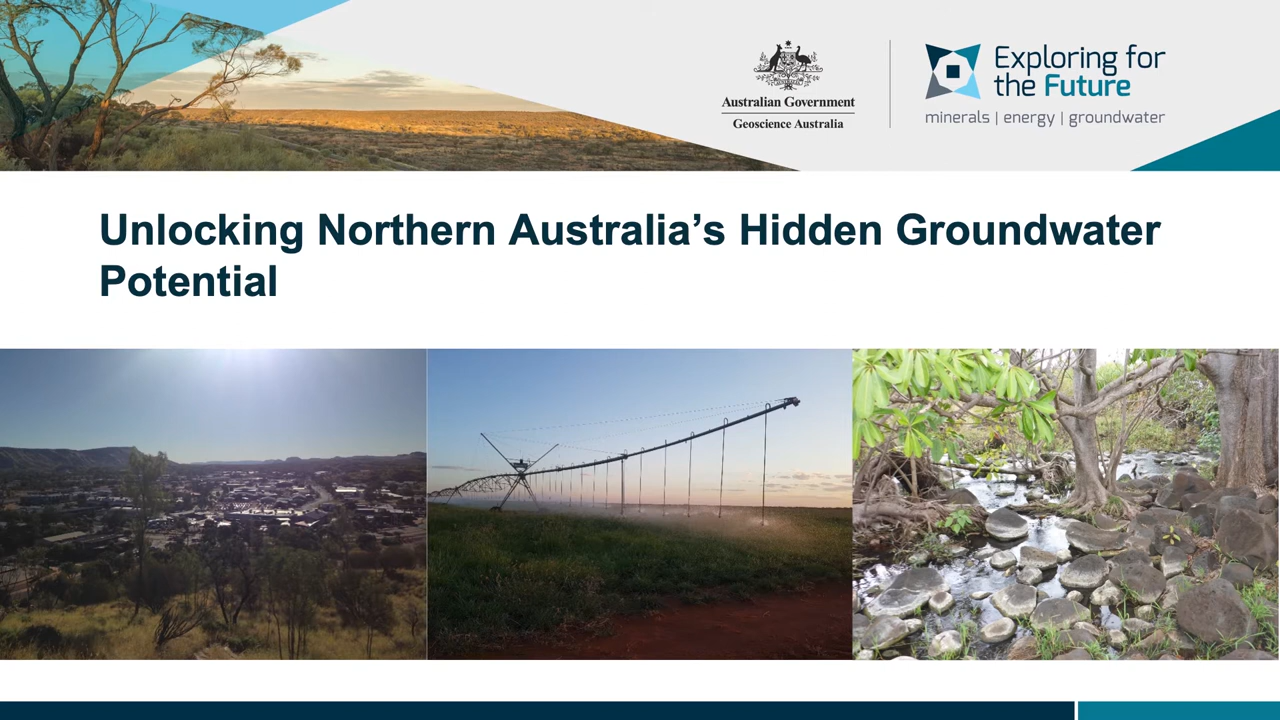 Australian Government
Geoscience Australia
Exploring for
the Future
minerals | energy | groundwater
Unlocking Northern Australia’s Hidden Groundwater
Potential